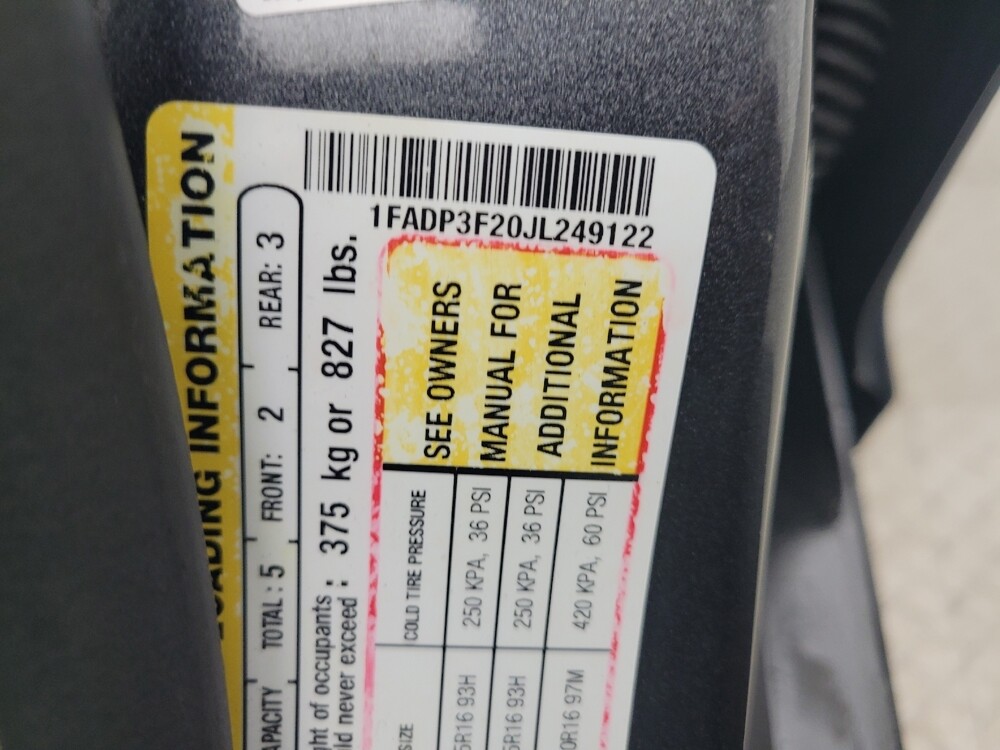 LOADING INFORMATION
CAPACITY TOTAL : 5 FRONT: 2 REAR: 3
of occupants
never exceed : 375 kg or 827 lbs.
1FADP3F20JL249122
SIZE COLD TIRE PRESSURE
5R16 93H 250 KPA, 36 PSI
5R16 93H 250 KPA, 36 PSI
0R16 97M 420 KPA, 60 PSI
SEE OWNERS
MANUAL FOR
ADDITIONAL
INFORMATION